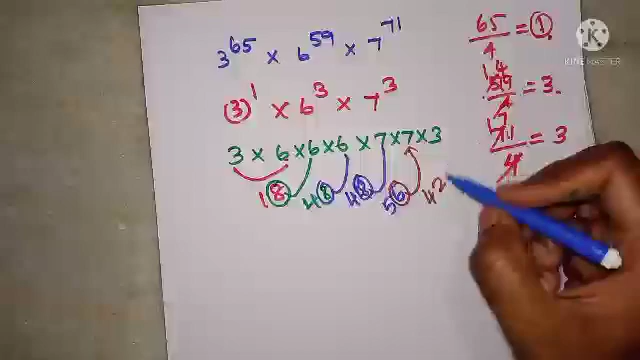 3^65 × 6^59 × 7^71
(3)^1 × 6^3 × 7^3
3 × 6 × 6 × 6 × 7 × 7 × 3
18 48 48 56 42
65/4 = 1.
59/4 = 3.
71/4 = 3
KINEMASTER